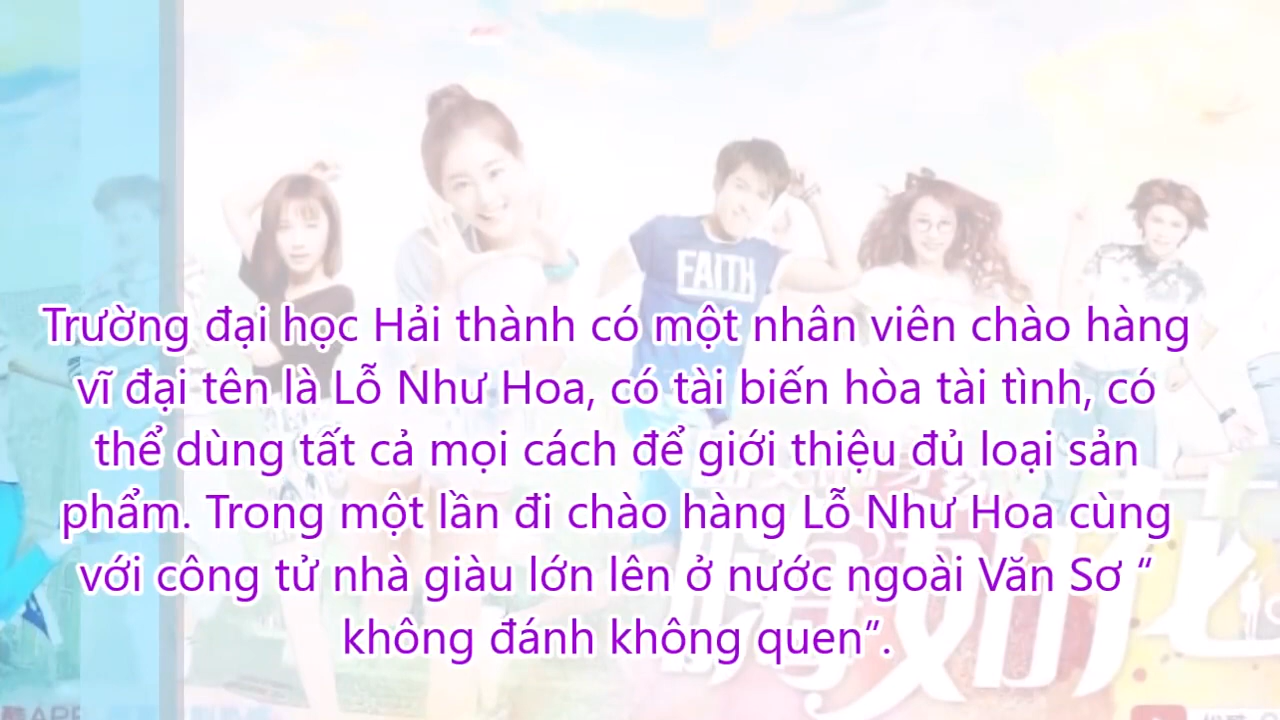 FAITH
Trường đại học Hải thành có một nhân viên chào hàng
vĩ đại tên là Lỗ Như Hoa, có tài biến hòa tài tình, có
thể dùng tất cả mọi cách để giới thiệu đủ loại sản
phẩm. Trong một lần đi chào hàng Lỗ Như Hoa cùng
với công tử nhà giàu lớn lên ở nước ngoài Văn Sơ “
không đánh không quen”.
如花
APP